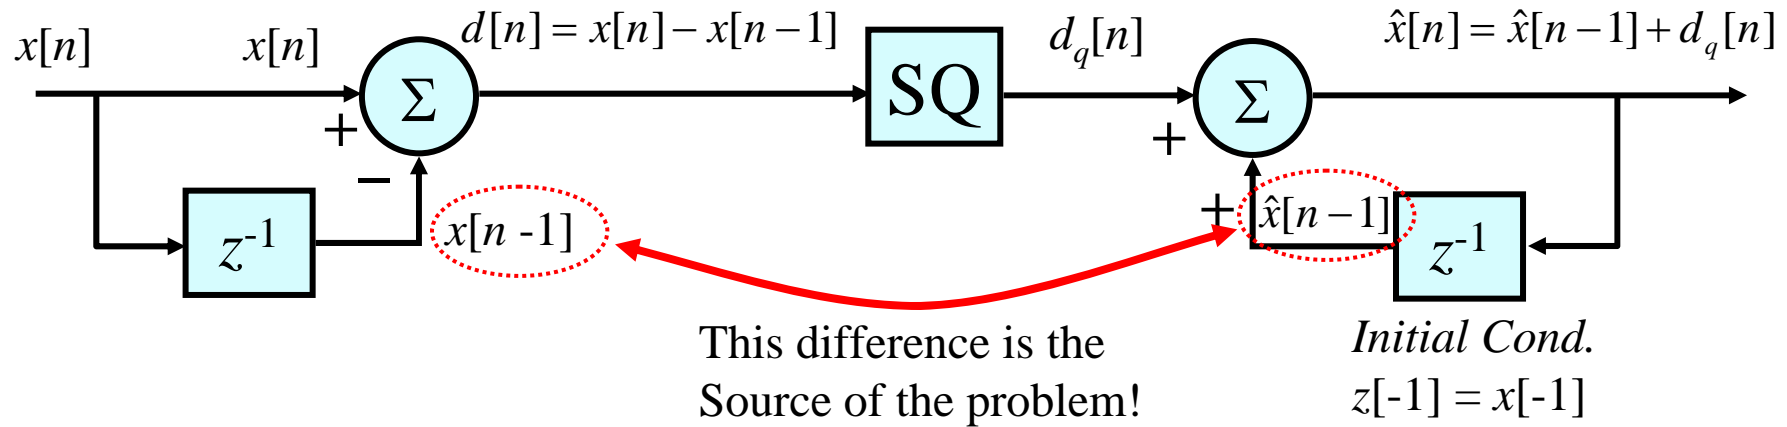 x[n]
x[n]
d[n] = x[n] − x[n − 1]
d_q[n]
x̂[n] = x̂[n − 1] + d_q[n]
Σ
SQ
Σ
+
+
−
+
z⁻¹
x[n -1]
x̂[n − 1]
z⁻¹
This difference is the
Source of the problem!
Initial Cond.
z[-1] = x[-1]